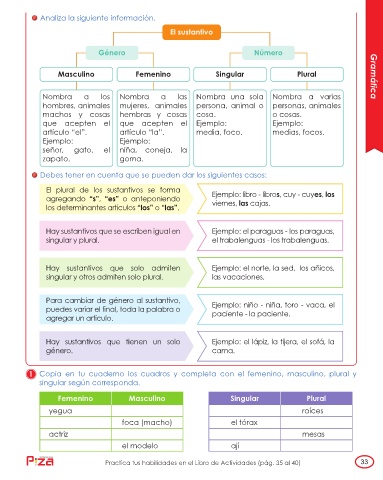 Analiza la siguiente información.
El sustantivo
Género
Número
Gramática
Masculino
Femenino
Singular
Plural
Nombra a los
hombres, animales
machos y cosas
que acepten el
artículo "el".
Ejemplo:
señor, gato, el
zapato.
Nombra a las
mujeres, animales
hembras y cosas
que acepten el
artículo "la".
Ejemplo:
niña, coneja, la
goma.
Nombra una sola
persona, animal o
cosa.
Ejemplo:
media, foco.
Nombra a varias
personas, animales
o cosas.
Ejemplo:
medias, focos.
Debes tener en cuenta que se pueden dar los siguientes casos:
El plural de los sustantivos se forma
agregando "s", "es" o anteponiendo
los determinantes artículos "los" o "las".
Ejemplo: libro - libros, cuy - cuyes, los
viernes, las cajas.
Hay sustantivos que se escriben igual en
singular y plural.
Ejemplo: el paraguas - los paraguas,
el trabalenguas - los trabalenguas.
Hay sustantivos que solo admiten
singular y otros admiten solo plural.
Ejemplo: el norte, la sed, los añicos,
las vacaciones.
Para cambiar de género al sustantivo,
puedes variar el final, toda la palabra o
agregar un artículo.
Ejemplo: niño - niña, toro - vaca, el
paciente - la paciente.
Hay sustantivos que tienen un solo
género.
Ejemplo: el lápiz, la tijera, el sofá, la
cama.
1 Copia en tu cuaderno los cuadros y completa con el femenino, masculino, plural y
singular según corresponda.
Femenino Masculino
yegua
foca (macho)
actriz
el modelo
Singular Plural
raíces
el tórax
mesas
ají
Piza
Practica tus habilidades en el Libro de Actividades (pág. 35 al 40)
33